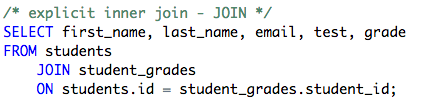 /* explicit inner join - JOIN */
SELECT first_name, last_name, email, test, grade
FROM students
    JOIN student_grades
    ON students.id = student_grades.student_id;